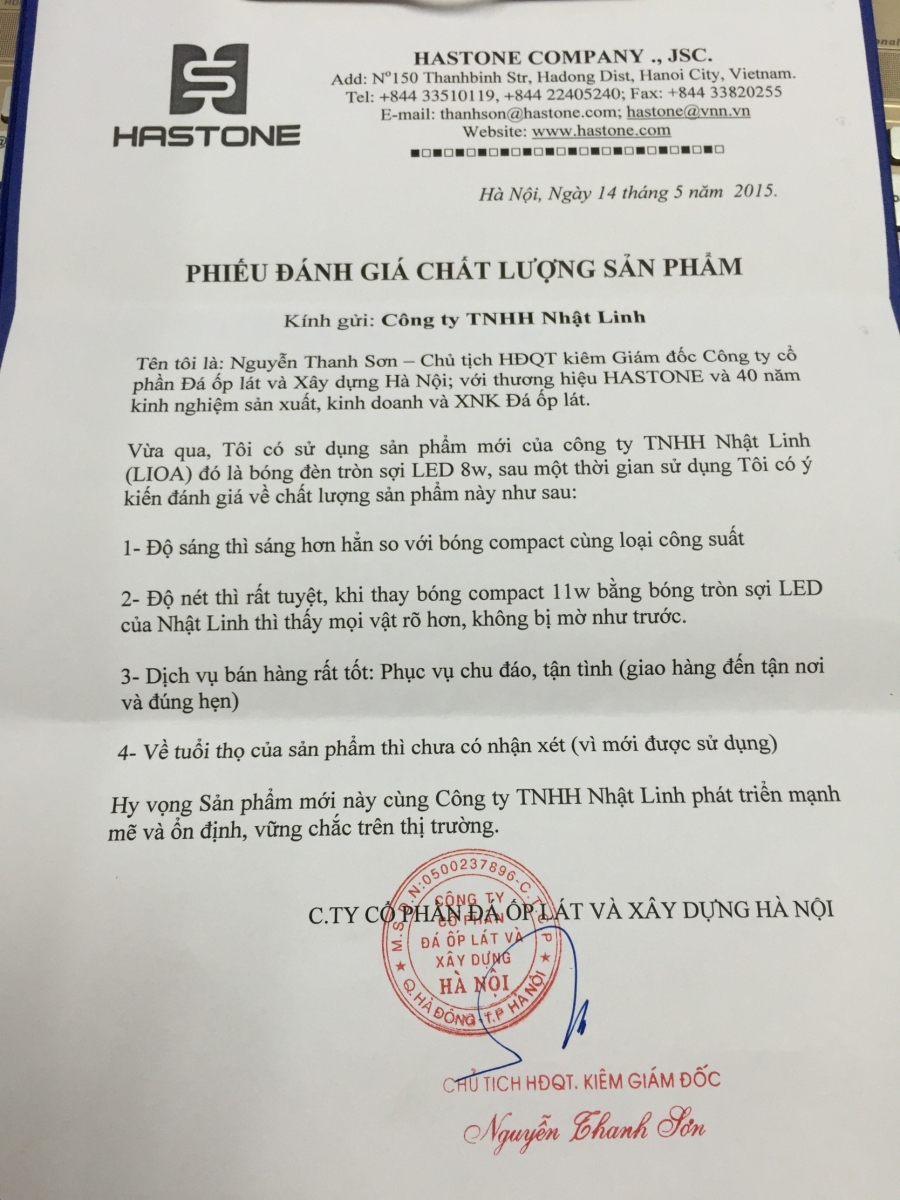 HASTONE
HASTONE COMPANY ., JSC.
Add: Nº150 Thanhbinh Str, Hadong Dist, Hanoi City, Vietnam.
Tel: +844 33510119, +844 22405240; Fax: +844 33820255
E-mail: thanhson@hastone.com; hastone@vnn.vn
Website: www.hastone.com
Hà Nội, Ngày 14 tháng 5 năm 2015.
PHIẾU ĐÁNH GIÁ CHẤT LƯỢNG SẢN PHẨM
Kính gửi: Công ty TNHH Nhật Linh
Tên tôi là: Nguyễn Thanh Sơn – Chủ tịch HĐQT kiêm Giám đốc Công ty cổ
phần Đá ốp lát và Xây dựng Hà Nội; với thương hiệu HASTONE và 40 năm
kinh nghiệm sản xuất, kinh doanh và XNK Đá ốp lát.
Vừa qua, Tôi có sử dụng sản phẩm mới của công ty TNHH Nhật Linh
(LIOA) đó là bóng đèn tròn sợi LED 8w, sau một thời gian sử dụng Tôi có ý
kiến đánh giá về chất lượng sản phẩm này như sau:
1- Độ sáng thì sáng hơn hẳn so với bóng compact cùng loại công suất
2- Độ nét thì rất tuyệt, khi thay bóng compact 11w bằng bóng tròn sợi LED
của Nhật Linh thì thấy mọi vật rõ hơn, không bị mờ như trước.
3- Dịch vụ bán hàng rất tốt: Phục vụ chu đáo, tận tình (giao hàng đến tận nơi
và đúng hẹn)
4- Về tuổi thọ của sản phẩm thì chưa có nhận xét (vì mới được sử dụng)
Hy vọng Sản phẩm mới này cùng Công ty TNHH Nhật Linh phát triển mạnh
mẽ và ổn định, vững chắc trên thị trường.
C.TY CỔ PHẦN ĐÁ ỐP LÁT VÀ XÂY DỰNG HÀ NỘI
M.S.D.N:0500237896-C.T.C.P
CÔNG TY
CỔ PHẦN
ĐÁ ỐP LÁT VÀ
XÂY DỰNG
HÀ NỘI
Q.HÀ ĐÔNG-T.P HÀ NỘI
CHỦ TỊCH HĐQT. KIÊM GIÁM ĐỐC
Nguyễn Thanh Sơn